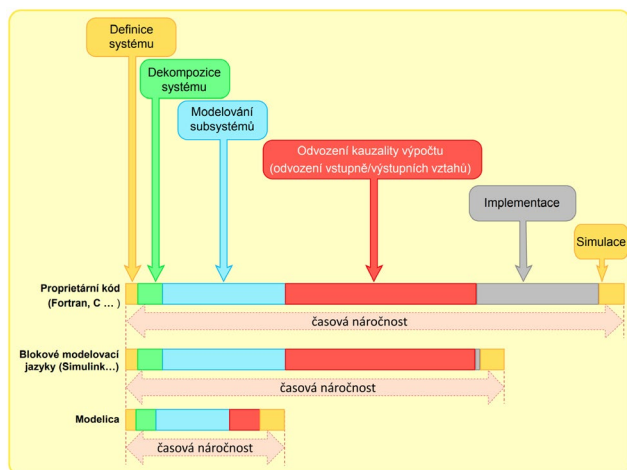 Definice
systému
Dekompozice
systému
Modelování
subsystémů
Odvození kauzality výpočtu
(odvození vstupně/výstupních vztahů)
Implementace
Simulace
Proprietární kód
(Fortran, C ... )
časová náročnost
Blokové modelovací
jazyky (Simulink...)
časová náročnost
Modelica
časová náročnost